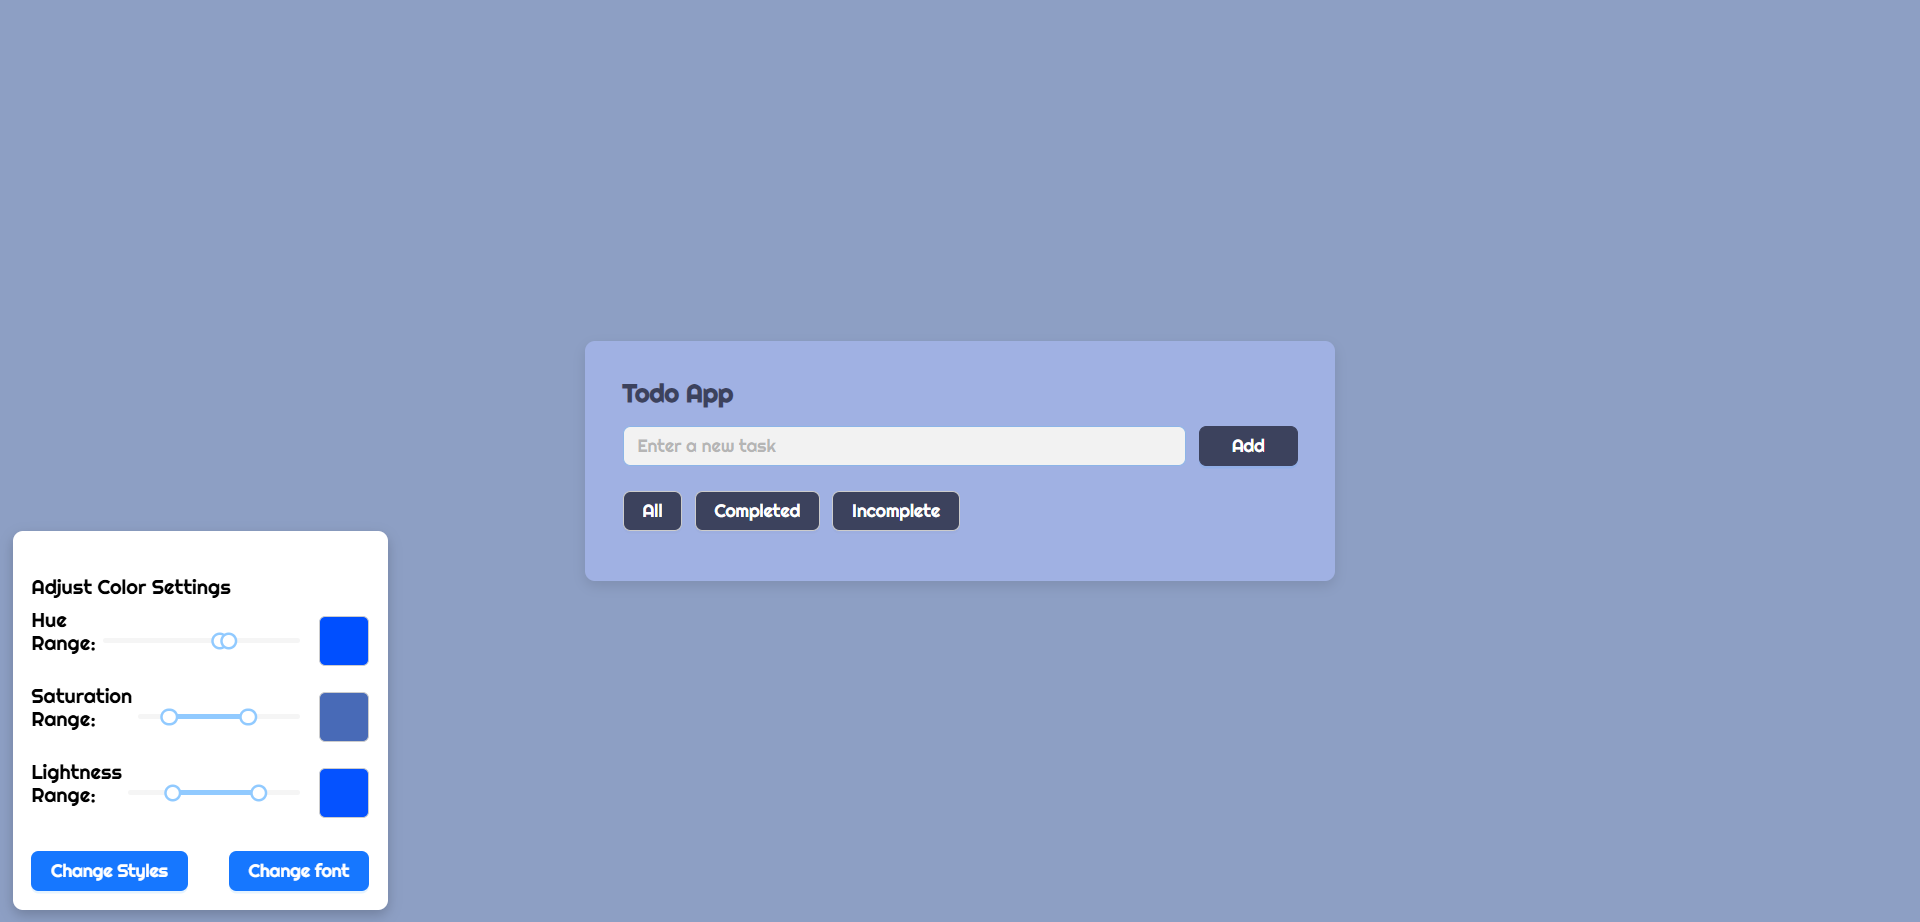 Todo App
Enter a new task
Add
All
Completed
Incomplete
Adjust Color Settings
Hue
Range:
Saturation
Range:
Lightness
Range:
Change Styles
Change font